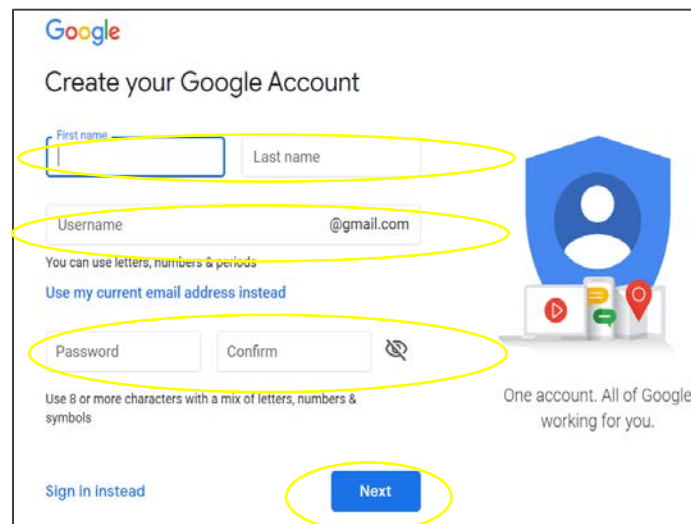 Google
Create your Google Account
First name
Last name
Username @gmail.com
You can use letters, numbers & periods
Use my current email address instead
Password Confirm
Use 8 or more characters with a mix of letters, numbers &
symbols
One account. All of Google
working for you.
Sign in instead
Next